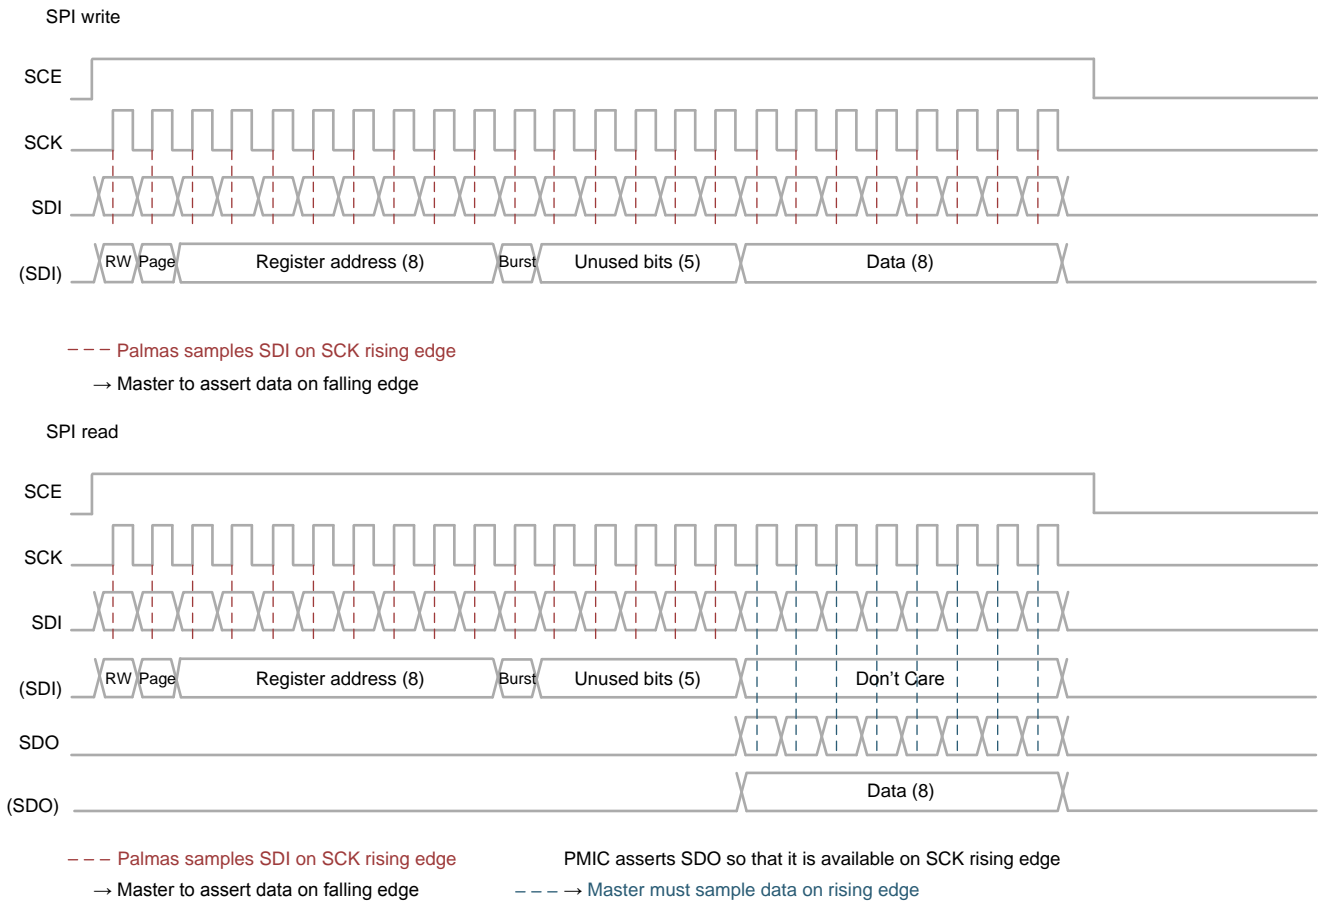 SPI write
SCE
SCK
SDI
(SDI) RW Page Register address (8) Burst Unused bits (5) Data (8)
Palmas samples SDI on SCK rising edge
→ Master to assert data on falling edge
SPI read
SCE
SCK
SDI
(SDI) RW Page Register address (8) Burst Unused bits (5) Don't Care
SDO
(SDO) Data (8)
Palmas samples SDI on SCK rising edge PMIC asserts SDO so that it is available on SCK rising edge
→ Master to assert data on falling edge → Master must sample data on rising edge